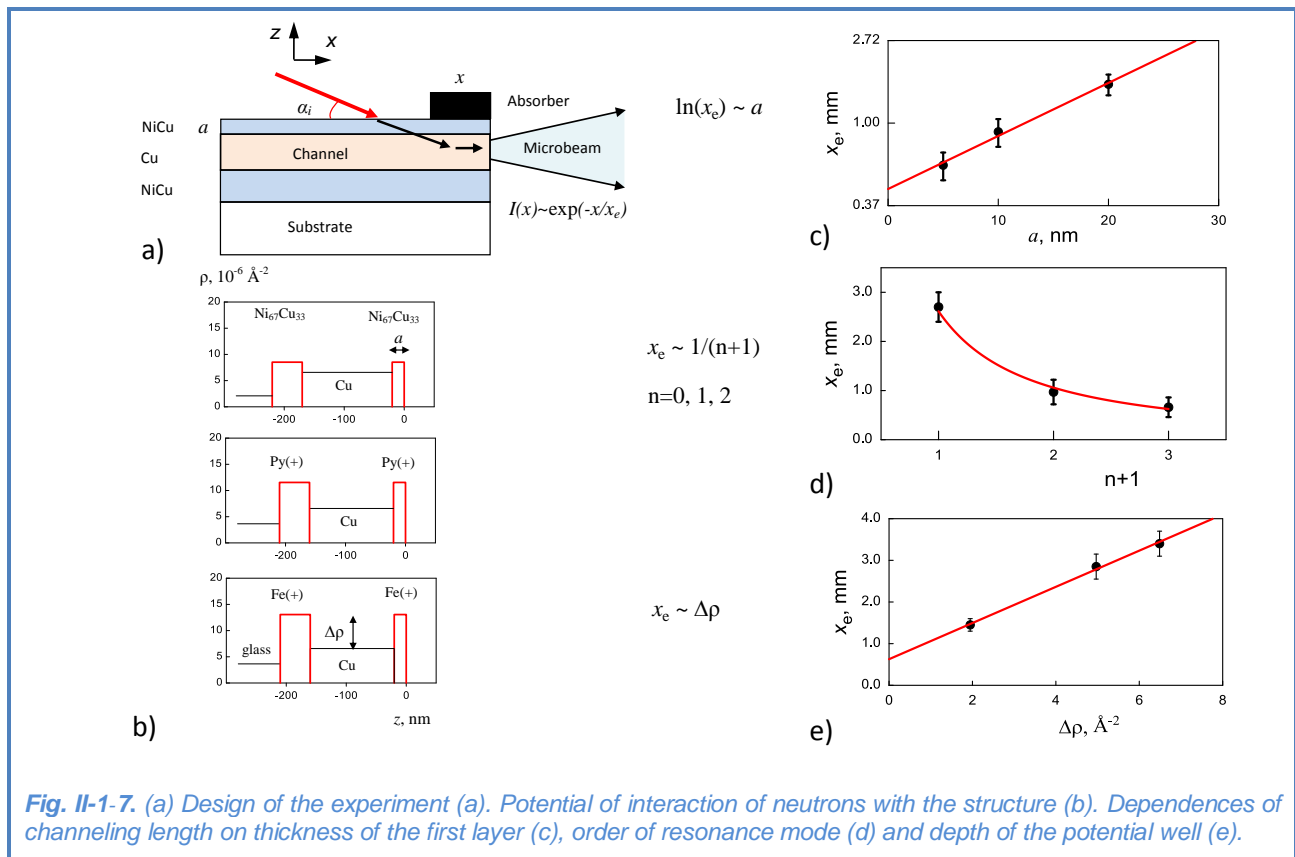 z
x
x
αi
Absorber
NiCu
a
Cu
Channel
Microbeam
NiCu
I(x)~exp(-x/xe)
Substrate
a)
ln(xe) ~ a
2.72
1.00
0.37
xe, mm
0
10
20
30
a, nm
c)
ρ, 10⁻⁶ Å⁻²
20
15
10
5
0
Ni67Cu33
Ni67Cu33
a
Cu
-200
-100
0
20
15
10
5
0
Py(+)
Py(+)
Cu
-200
-100
0
20
15
10
5
0
Fe(+)
Fe(+)
Δρ
glass
Cu
-200
-100
0
z, nm
b)
xe ~ 1/(n+1)
n=0, 1, 2
3.0
2.0
1.0
0.0
xe, mm
1
2
3
n+1
d)
xe ~ Δρ
4.0
3.0
2.0
1.0
0.0
xe, mm
0
2
4
6
8
Δρ, Å⁻²
e)
Fig. II-1-7. (a) Design of the experiment (a). Potential of interaction of neutrons with the structure (b). Dependences of
channeling length on thickness of the first layer (c), order of resonance mode (d) and depth of the potential well (e).